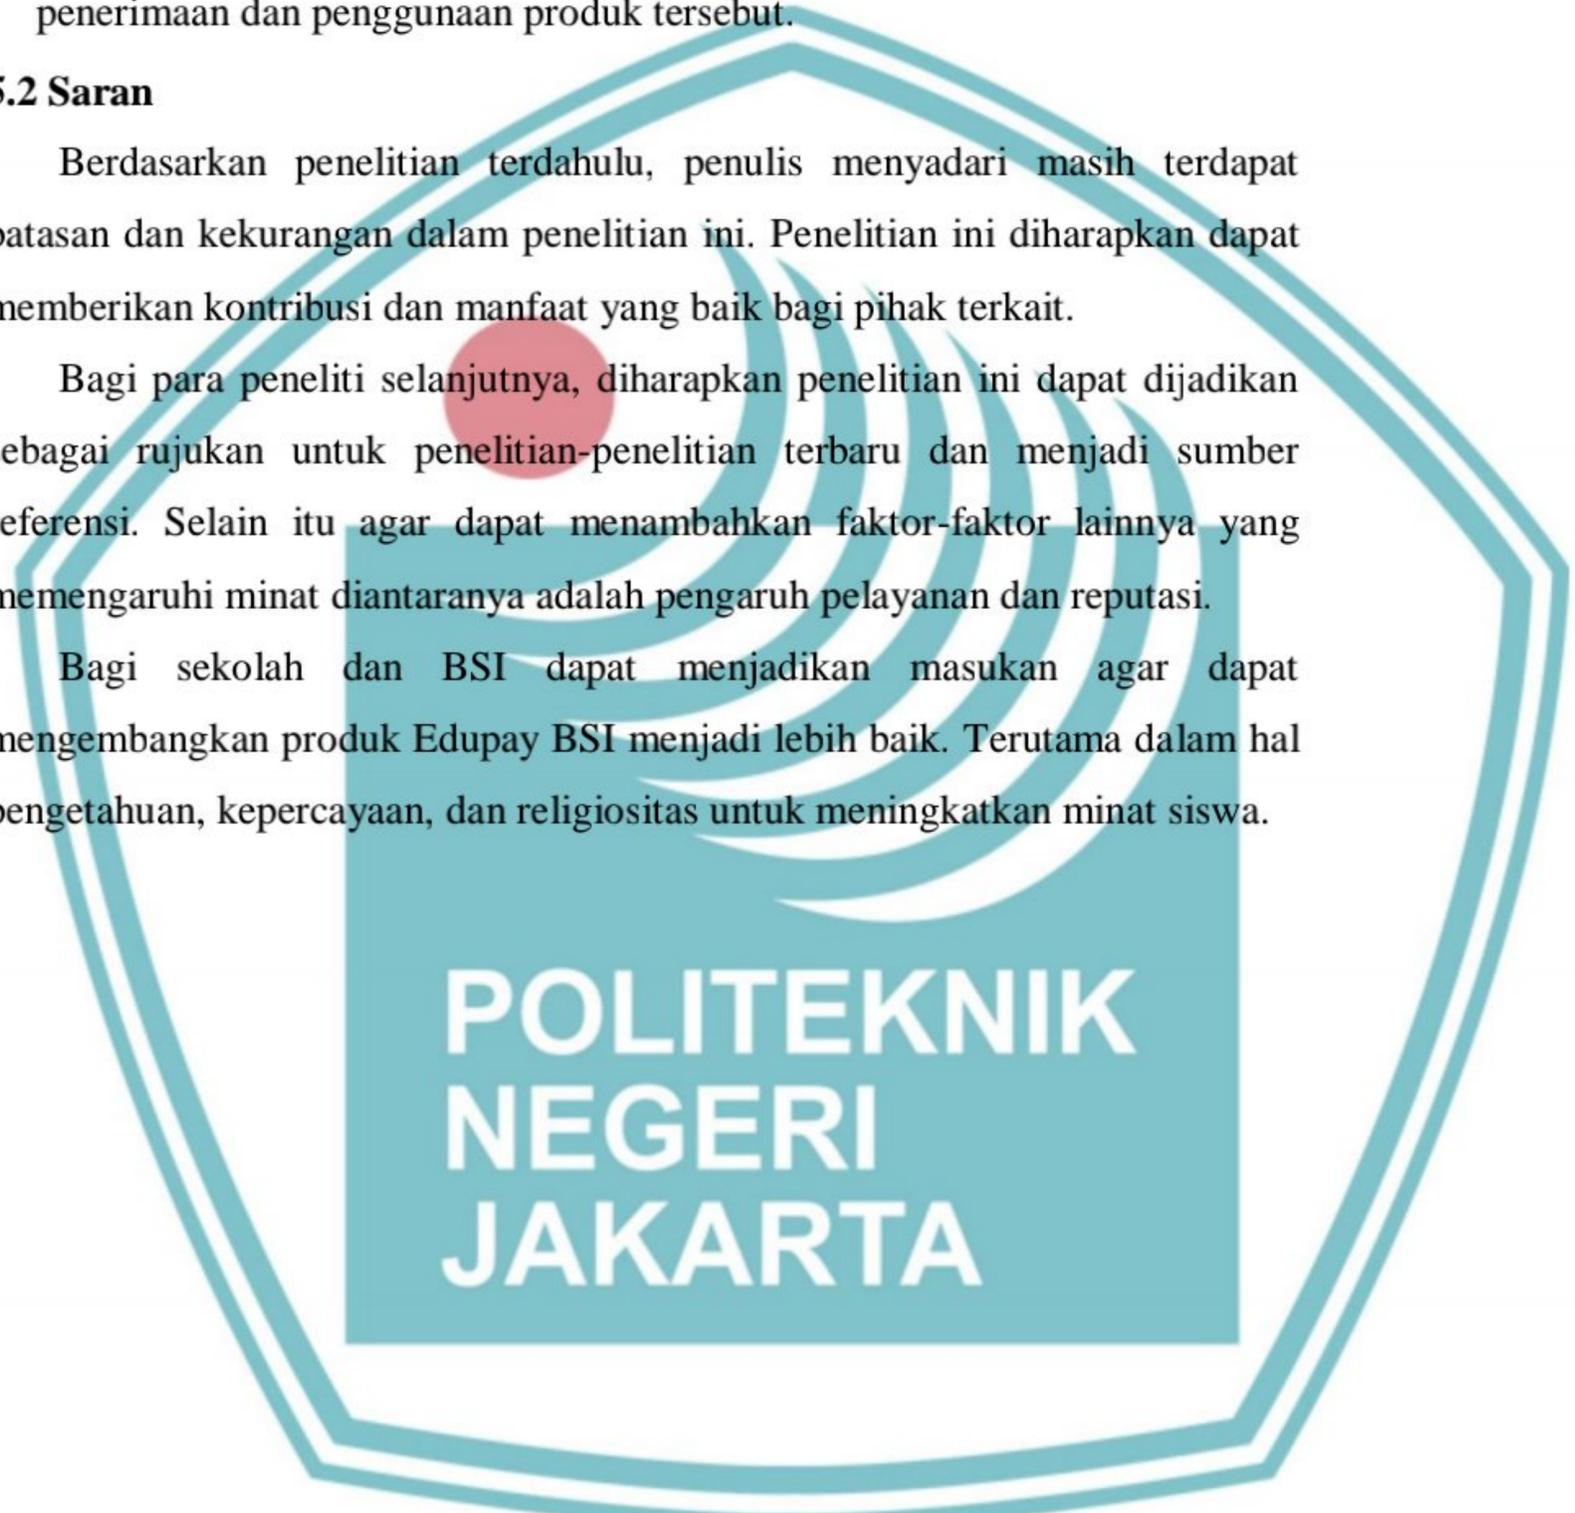 penerimaan dan penggunaan produk tersebut.
5.2 Saran
Berdasarkan penelitian terdahulu, penulis menyadari masih terdapat
batasan dan kekurangan dalam penelitian ini. Penelitian ini diharapkan dapat
memberikan kontribusi dan manfaat yang baik bagi pihak terkait.
Bagi para peneliti selanjutnya, diharapkan penelitian ini dapat dijadikan
sebagai rujukan untuk penelitian-penelitian terbaru dan menjadi sumber
referensi. Selain itu agar dapat menambahkan faktor-faktor lainnya yang
memengaruhi minat diantaranya adalah pengaruh pelayanan dan reputasi.
Bagi sekolah dan BSI dapat menjadikan masukan agar dapat
mengembangkan produk Edupay BSI menjadi lebih baik. Terutama dalam hal
pengetahuan, kepercayaan, dan religiositas untuk meningkatkan minat siswa.
POLITEKNIK
NEGERI
JAKARTA